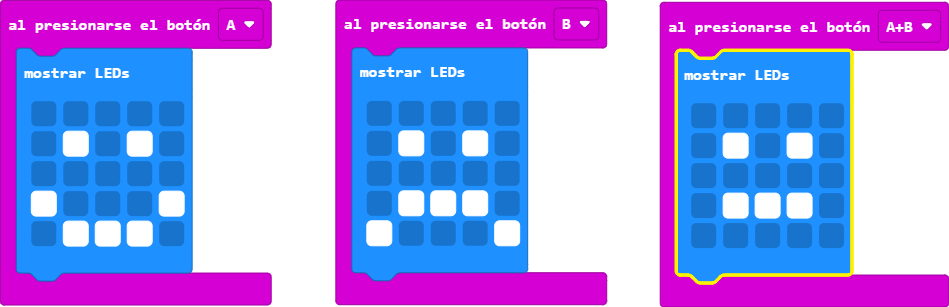 al presionarse el botón A
mostrar LEDs
al presionarse el botón B
mostrar LEDs
al presionarse el botón A+B
mostrar LEDs